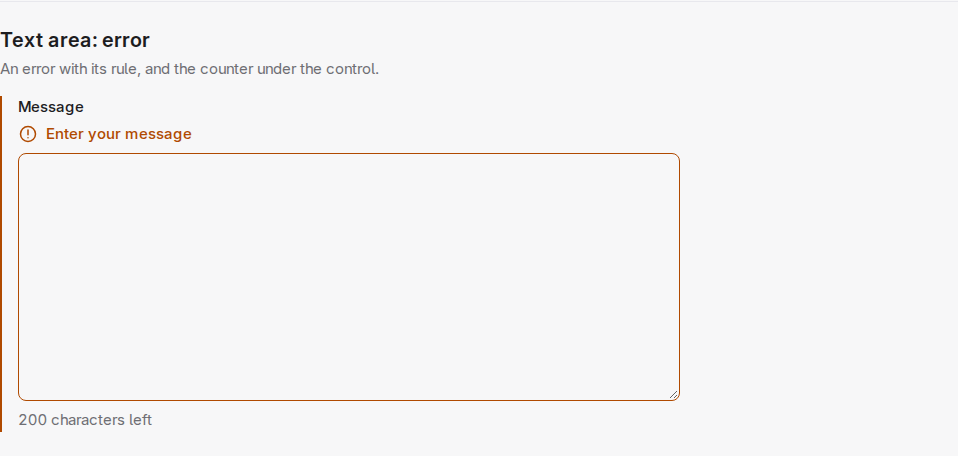 Text area: error
An error with its rule, and the counter under the control.
Message
Enter your message
200 characters left